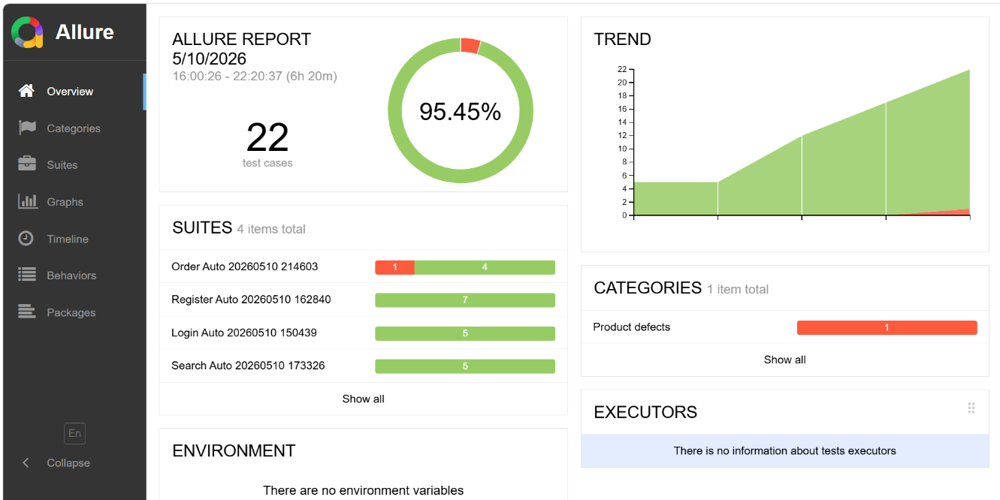 Allure
Overview
Categories
Suites
Graphs
Timeline
Behaviors
Packages
En
Collapse
ALLURE REPORT
5/10/2026
16:00:26 - 22:20:37 (6h 20m)
22
test cases
95.45%
SUITES 4 items total
Order Auto 20260510 214603 1 4
Register Auto 20260510 162840 7
Login Auto 20260510 150439 5
Search Auto 20260510 173326 5
Show all
ENVIRONMENT
There are no environment variables
TREND
22
20
18
16
14
12
10
8
6
4
2
0
CATEGORIES 1 item total
Product defects 1
Show all
EXECUTORS
There is no information about tests executors